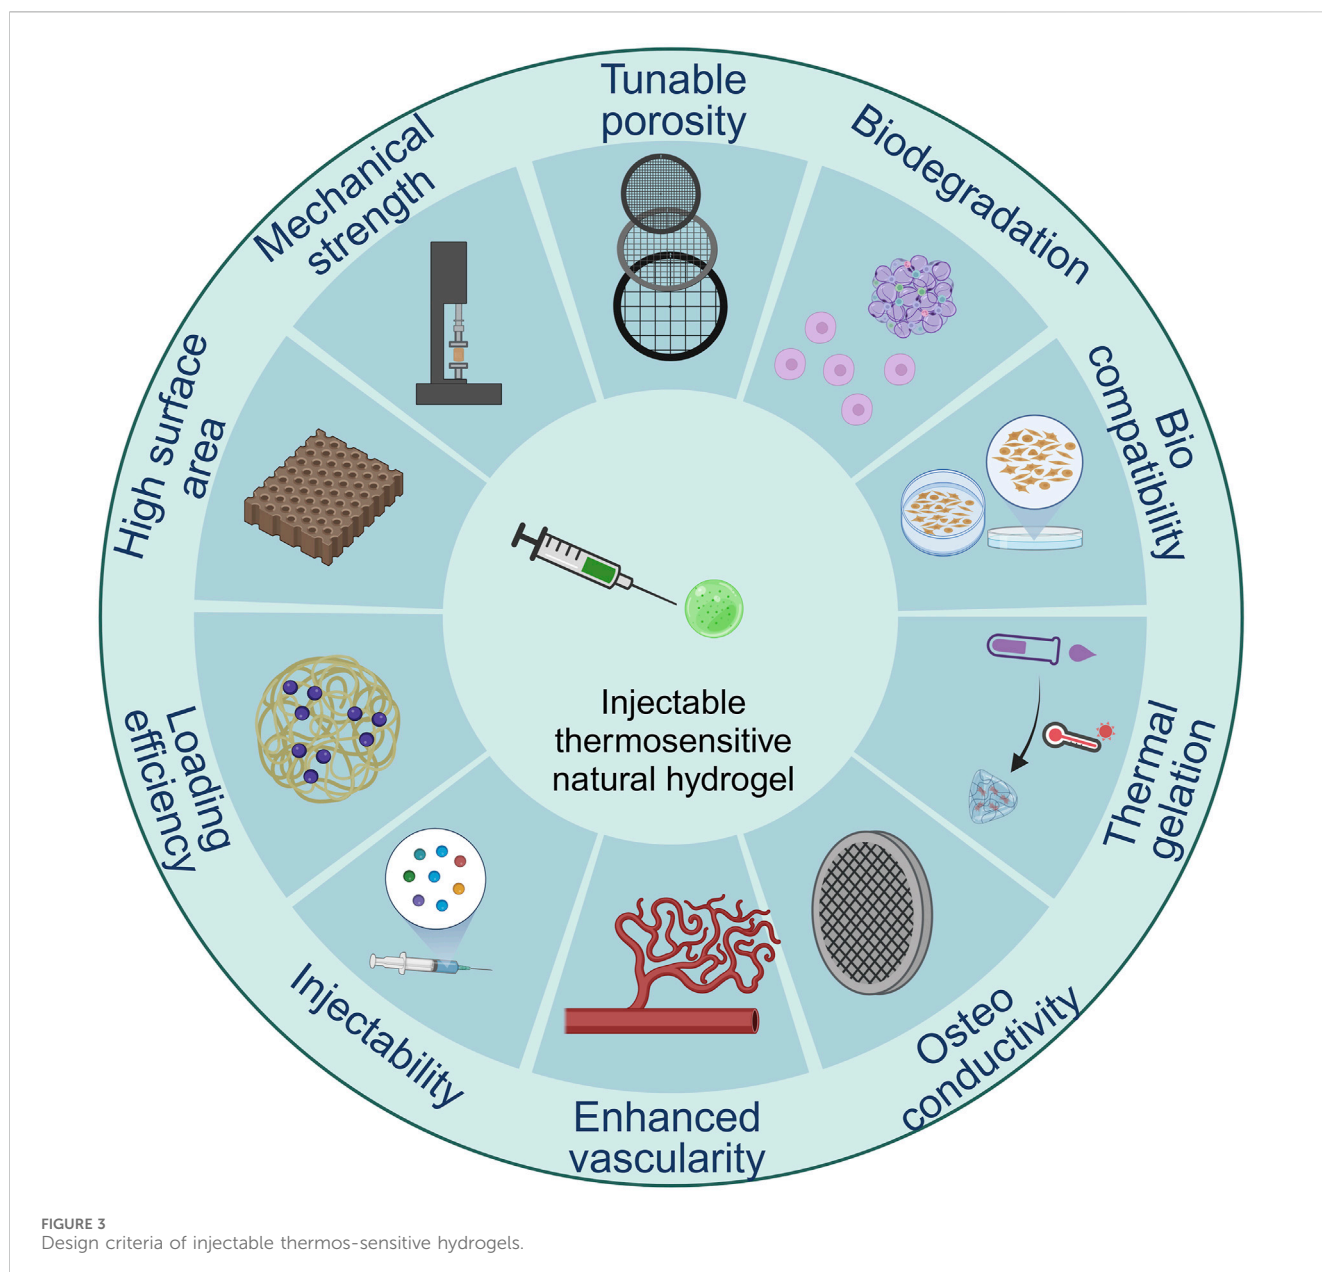 Tunable
porosity
Biodegradation
Bio
compatibility
Thermal
gelation
Osteo
conductivity
Enhanced
vascularity
Injectability
Loading
efficiency
High surface
area
Mechanical
strength
Injectable
thermosensitive
natural hydrogel
FIGURE 3
Design criteria of injectable thermos-sensitive hydrogels.